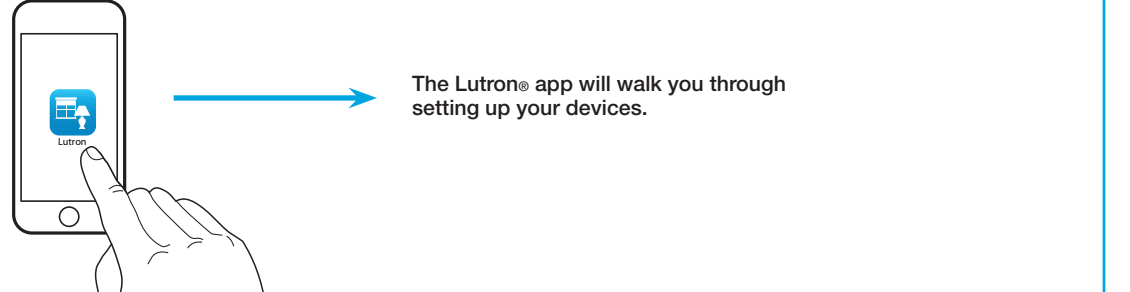 Lutron
The Lutron® app will walk you through
setting up your devices.